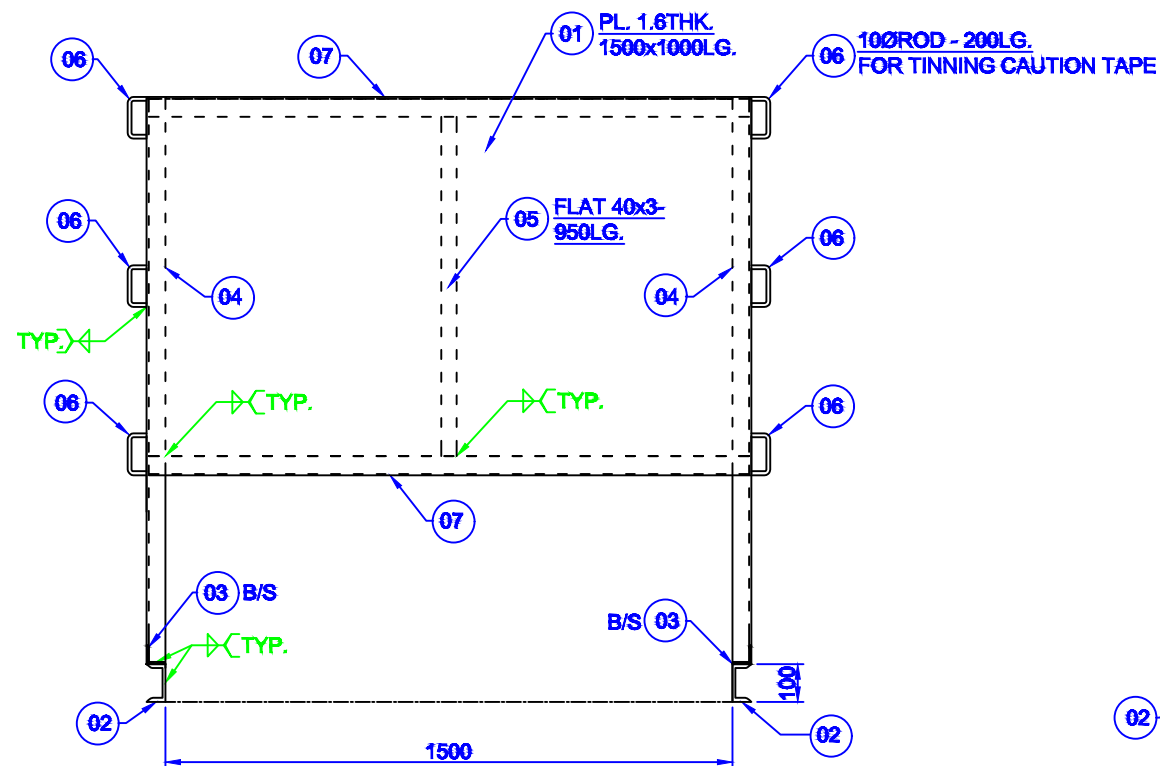 01 PL. 1.6THK.
1500x1000LG.
06
07
06 10ØROD - 200LG.
FOR TINNING CAUTION TAPE
06
05 FLAT 40x3-
950LG.
06
04
04
TYP.
06
TYP.
TYP.
06
07
03 B/S
B/S 03
TYP.
100
02
02
02
1500